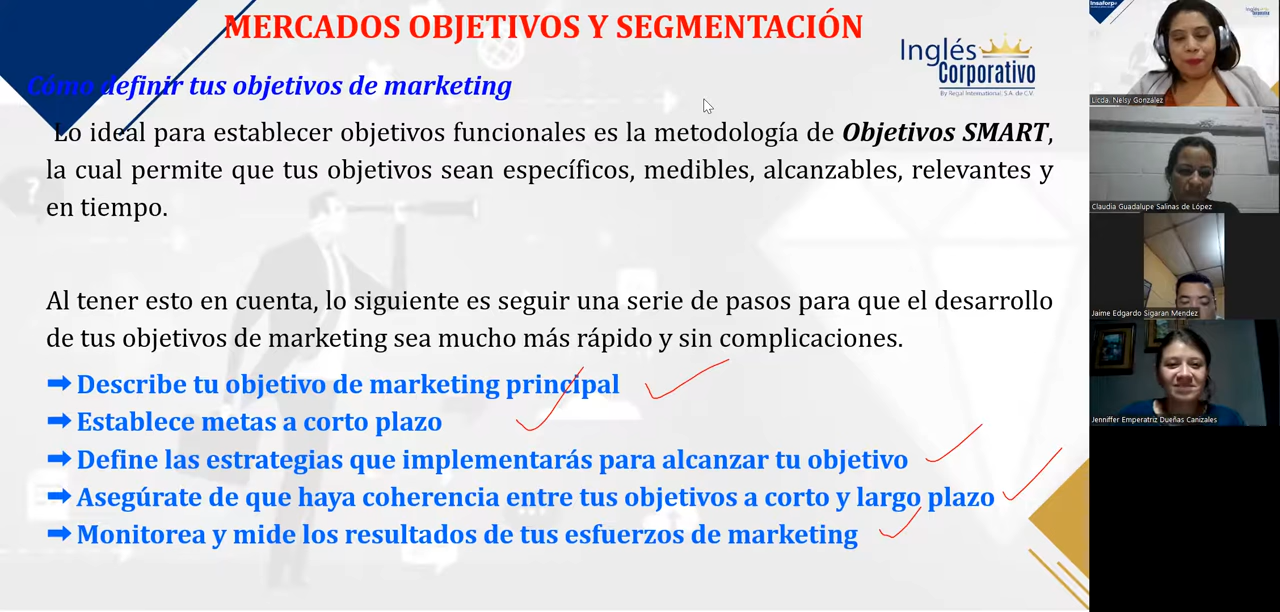 MERCADOS OBJETIVOS Y SEGMENTACIÓN
Inglés
Corporativo
By Regal International, S.A. de C.V.
Cómo definir tus objetivos de marketing
Lo ideal para establecer objetivos funcionales es la metodología de Objetivos SMART,
la cual permite que tus objetivos sean específicos, medibles, alcanzables, relevantes y
en tiempo.
Al tener esto en cuenta, lo siguiente es seguir una serie de pasos para que el desarrollo
de tus objetivos de marketing sea mucho más rápido y sin complicaciones.
➡ Describe tu objetivo de marketing principal
➡ Establece metas a corto plazo
➡ Define las estrategias que implementarás para alcanzar tu objetivo
➡ Asegúrate de que haya coherencia entre tus objetivos a corto y largo plazo
➡ Monitorea y mide los resultados de tus esfuerzos de marketing
Insaforp
Inglés
Corporativo
Licda. Neisy González
Claudia Guadalupe Salinas de López
Jaime Edgardo Sigaran Mendez
Jenniffer Emperatriz Dueñas Canizales